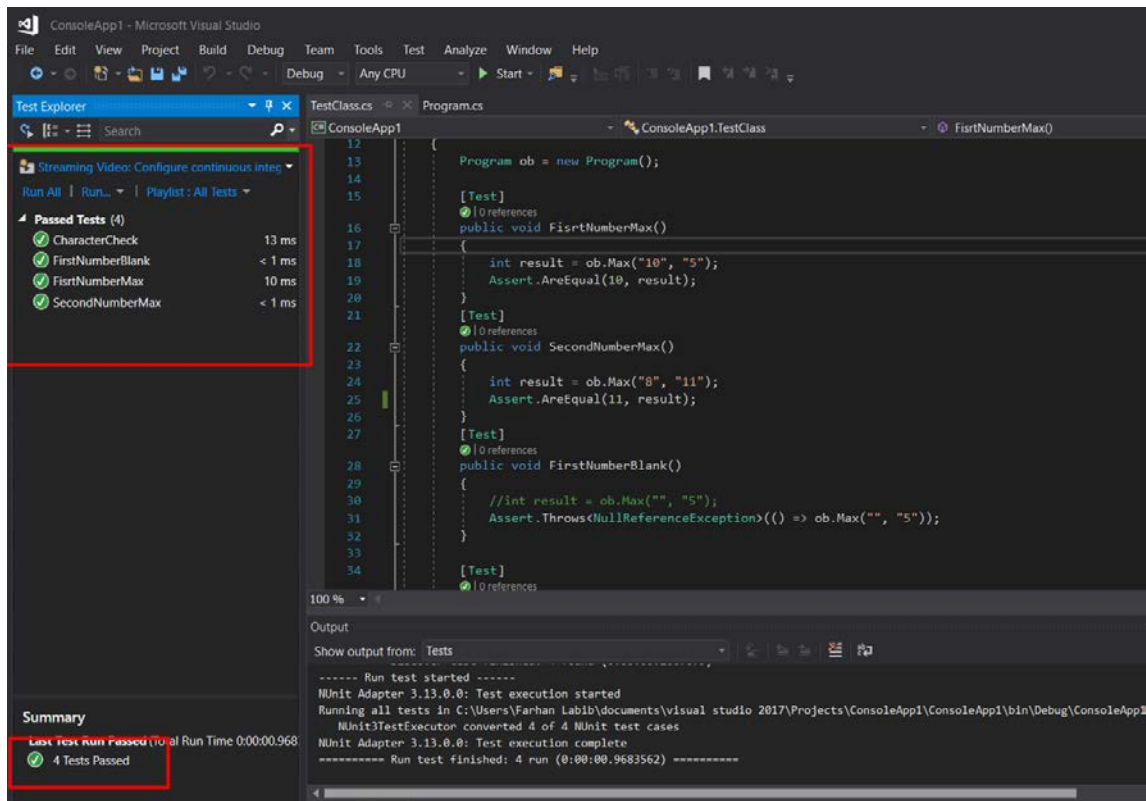 ConsoleApp1 - Microsoft Visual Studio
File Edit View Project Build Debug Team Tools Test Analyze Window Help
Debug Any CPU Start
Test Explorer
Search
Streaming Video: Configure continuous integ
Run All | Run... | Playlist : All Tests
Passed Tests (4)
CharacterCheck 13 ms
FirstNumberBlank < 1 ms
FisrtNumberMax 10 ms
SecondNumberMax < 1 ms
Summary
Last Test Run Passed (Total Run Time 0:00:00.968
4 Tests Passed
TestClass.cs Program.cs
ConsoleApp1 ConsoleApp1.TestClass FisrtNumberMax()
12 {
13 Program ob = new Program();
14
15 [Test]
0 references
16 public void FisrtNumberMax()
17 {
18 int result = ob.Max("10", "5");
19 Assert.AreEqual(10, result);
20 }
21 [Test]
0 references
22 public void SecondNumberMax()
23 {
24 int result = ob.Max("8", "11");
25 Assert.AreEqual(11, result);
26 }
27 [Test]
0 references
28 public void FirstNumberBlank()
29 {
30 //int result = ob.Max("", "5");
31 Assert.Throws<NullReferenceException>(() => ob.Max("", "5"));
32 }
33
34 [Test]
0 references
100 %
Output
Show output from: Tests
------ Run test started ------
NUnit Adapter 3.13.0.0: Test execution started
Running all tests in C:\Users\Farhan Labib\documents\visual studio 2017\Projects\ConsoleApp1\ConsoleApp1\bin\Debug\ConsoleApp1
NUnit3TestExecutor converted 4 of 4 NUnit test cases
NUnit Adapter 3.13.0.0: Test execution complete
========== Run test finished: 4 run (0:00:00.9683562) ==========